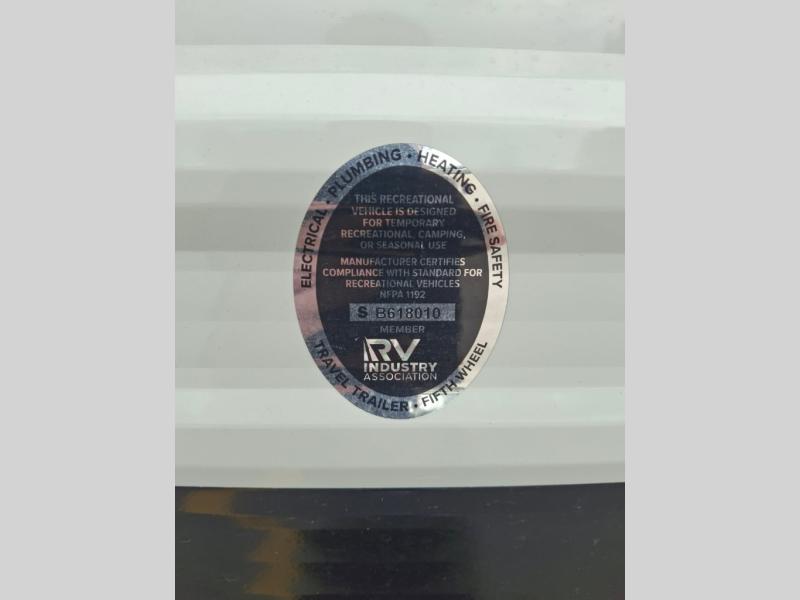 ELECTRICAL • PLUMBING • HEATING • FIRE SAFETY
THIS RECREATIONAL
VEHICLE IS DESIGNED
FOR TEMPORARY
RECREATIONAL, CAMPING,
OR SEASONAL USE
MANUFACTURER CERTIFIES
COMPLIANCE WITH STANDARD FOR
RECREATIONAL VEHICLES
NFPA 1192
S B618010
MEMBER
RV
INDUSTRY
ASSOCIATION
TRAVEL TRAILER • FIFTH WHEEL